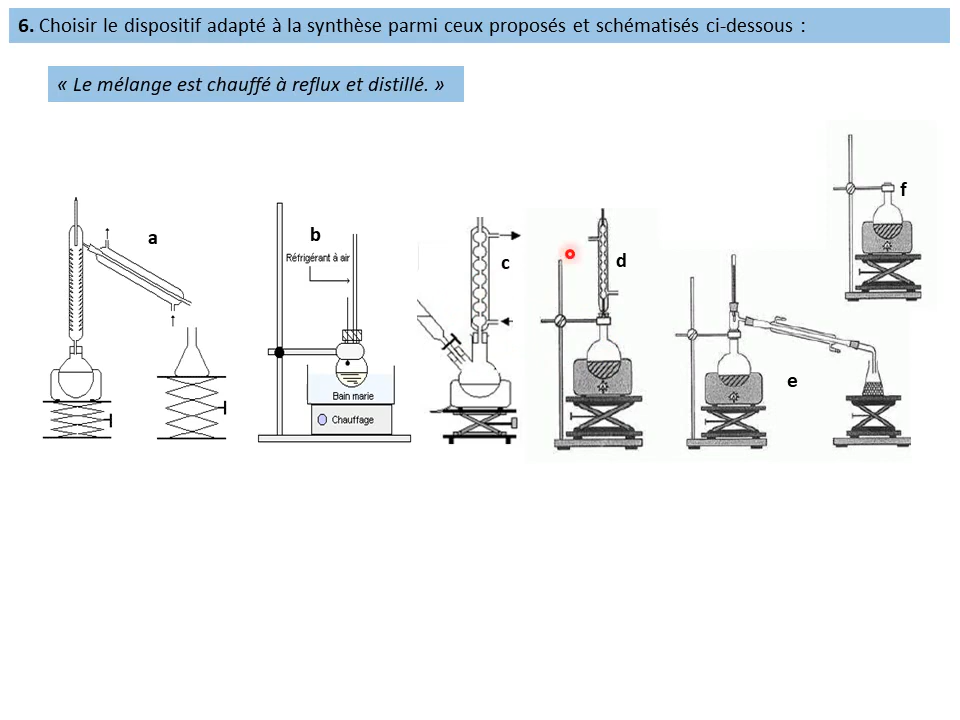 6. Choisir le dispositif adapté à la synthèse parmi ceux proposés et schématisés ci-dessous :
« Le mélange est chauffé à reflux et distillé. »
f
a
b
Réfrigérant à air
c
d
e
Bain marie
Chauffage